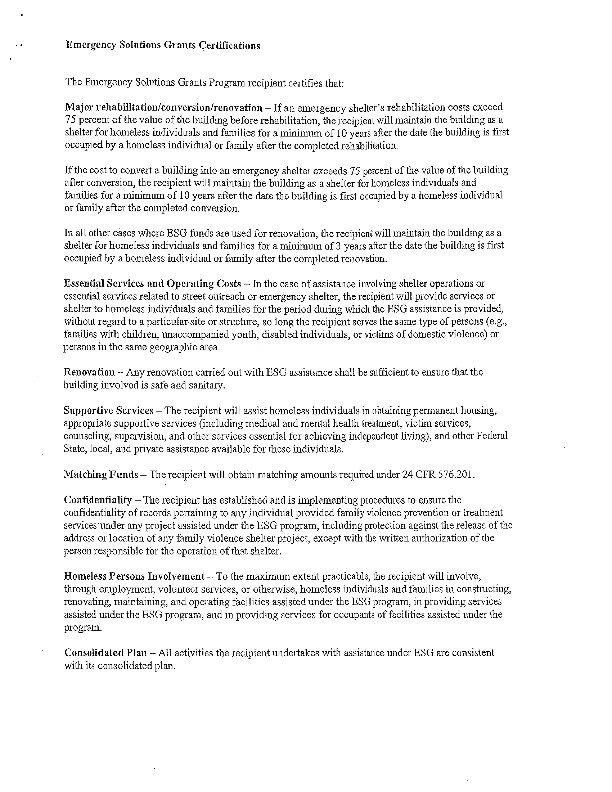 Emergency Solutions Grants Certifications
The Emergency Solutions Grants Program recipient certifies that:
Major rehabilitation/conversion/renovation – If an emergency shelter's rehabilitation costs exceed
75 percent of the value of the building before rehabilitation, the recipient will maintain the building as a
shelter for homeless individuals and families for a minimum of 10 years after the date the building is first
occupied by a homeless individual or family after the completed rehabilitation.
If the cost to convert a building into an emergency shelter exceeds 75 percent of the value of the building
after conversion, the recipient will maintain the building as a shelter for homeless individuals and
families for a minimum of 10 years after the date the building is first occupied by a homeless individual
or family after the completed conversion.
In all other cases where ESG funds are used for renovation, the recipient will maintain the building as a
shelter for homeless individuals and families for a minimum of 3 years after the date the building is first
occupied by a homeless individual or family after the completed renovation.
Essential Services and Operating Costs – In the case of assistance involving shelter operations or
essential services related to street outreach or emergency shelter, the recipient will provide services or
shelter to homeless individuals and families for the period during which the ESG assistance is provided,
without regard to a particular site or structure, so long the recipient serves the same type of persons (e.g.,
families with children, unaccompanied youth, disabled individuals, or victims of domestic violence) or
persons in the same geographic area.
Renovation – Any renovation carried out with ESG assistance shall be sufficient to ensure that the
building involved is safe and sanitary.
Supportive Services – The recipient will assist homeless individuals in obtaining permanent housing,
appropriate supportive services (including medical and mental health treatment, victim services,
counseling, supervision, and other services essential for achieving independent living), and other Federal
State, local, and private assistance available for these individuals.
Matching Funds – The recipient will obtain matching amounts required under 24 CFR 576.201.
Confidentiality – The recipient has established and is implementing procedures to ensure the
confidentiality of records pertaining to any individual provided family violence prevention or treatment
services under any project assisted under the ESG program, including protection against the release of the
address or location of any family violence shelter project, except with the written authorization of the
person responsible for the operation of that shelter.
Homeless Persons Involvement – To the maximum extent practicable, the recipient will involve,
through employment, volunteer services, or otherwise, homeless individuals and families in constructing,
renovating, maintaining, and operating facilities assisted under the ESG program, in providing services
assisted under the ESG program, and in providing services for occupants of facilities assisted under the
program.
Consolidated Plan – All activities the recipient undertakes with assistance under ESG are consistent
with its consolidated plan.